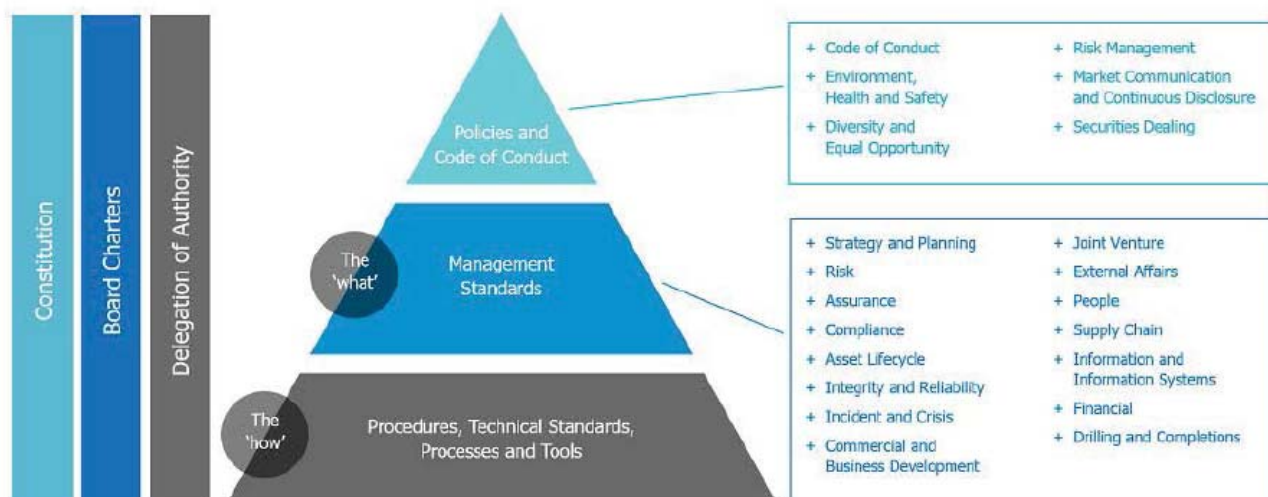 Constitution
Board Charters
Delegation of Authority
Policies and
Code of Conduct
The
'what'
Management
Standards
The
'how'
Procedures, Technical Standards,
Processes and Tools
+ Code of Conduct
+ Environment,
Health and Safety
+ Diversity and
Equal Opportunity
+ Risk Management
+ Market Communication
and Continuous Disclosure
+ Securities Dealing
+ Strategy and Planning
+ Risk
+ Assurance
+ Compliance
+ Asset Lifecycle
+ Integrity and Reliability
+ Incident and Crisis
+ Commercial and
Business Development
+ Joint Venture
+ External Affairs
+ People
+ Supply Chain
+ Information and
Information Systems
+ Financial
+ Drilling and Completions